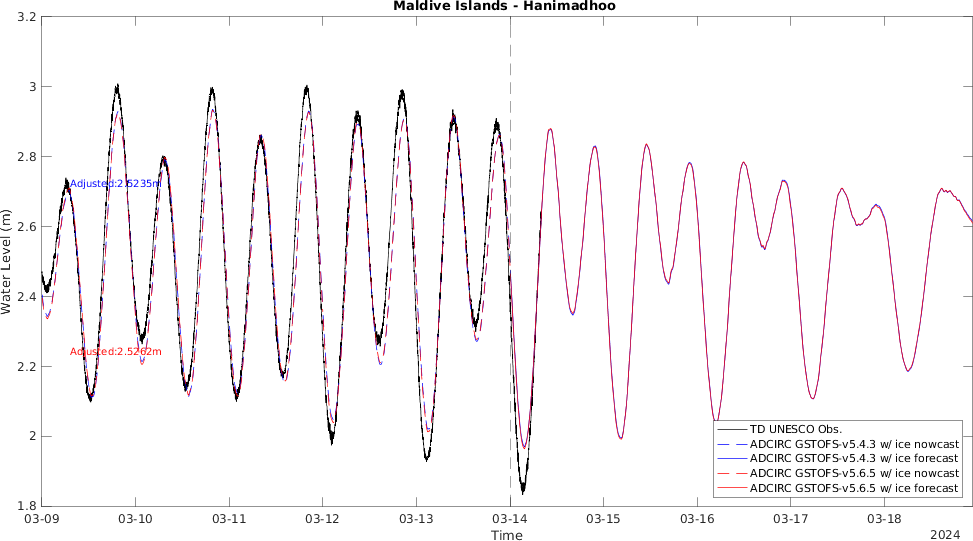 Maldive Islands - Hanimadhoo
3.2
3
2.8
2.6
2.4
2.2
2
1.8
Water Level (m)
Adjusted:2.5235m
Adjusted:2.5262m
TD UNESCO Obs.
ADCIRC GSTOFS-v5.4.3 w/ ice nowcast
ADCIRC GSTOFS-v5.4.3 w/ ice forecast
ADCIRC GSTOFS-v5.6.5 w/ ice nowcast
ADCIRC GSTOFS-v5.6.5 w/ ice forecast
03-09 03-10 03-11 03-12 03-13 03-14 03-15 03-16 03-17 03-18
Time
2024